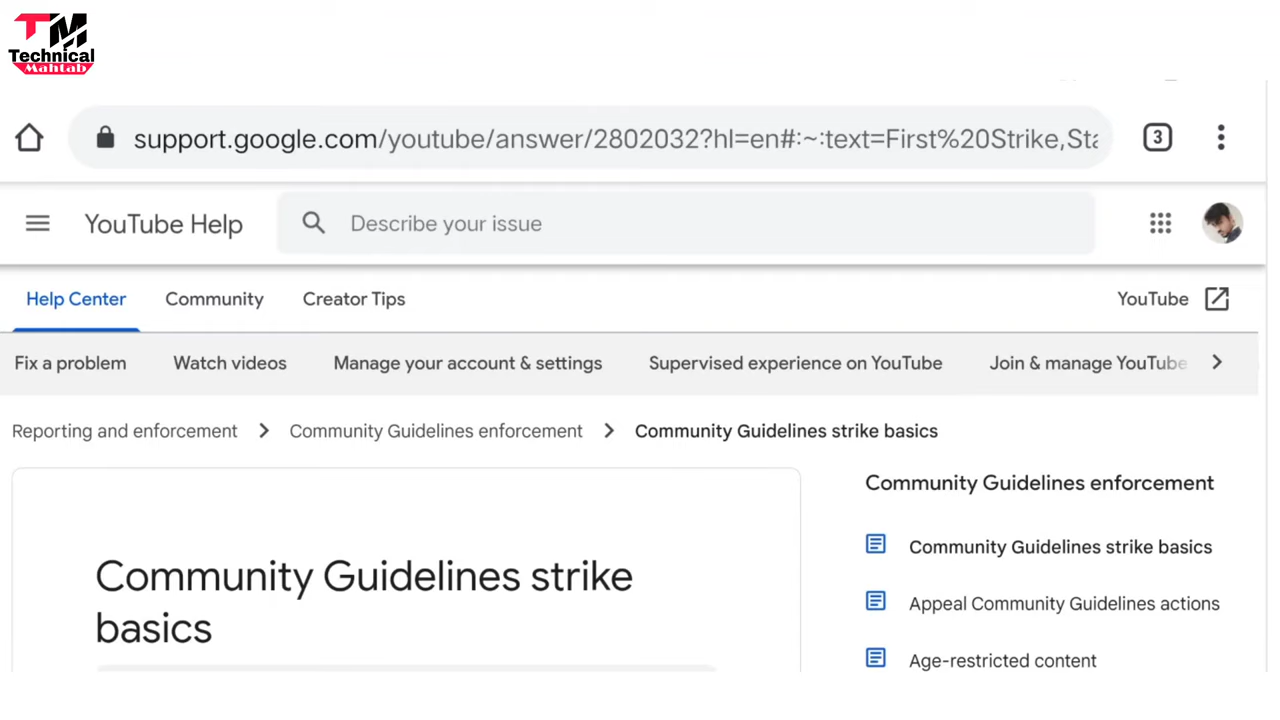 TM
Technical
Mahtab
support.google.com/youtube/answer/2802032?hl=en#:~:text=First%20Strike,Sta
3
YouTube Help
Describe your issue
Help Center
Community
Creator Tips
YouTube
Fix a problem
Watch videos
Manage your account & settings
Supervised experience on YouTube
Join & manage YouTube
Reporting and enforcement
Community Guidelines enforcement
Community Guidelines strike basics
Community Guidelines strike
basics
Community Guidelines enforcement
Community Guidelines strike basics
Appeal Community Guidelines actions
Age-restricted content